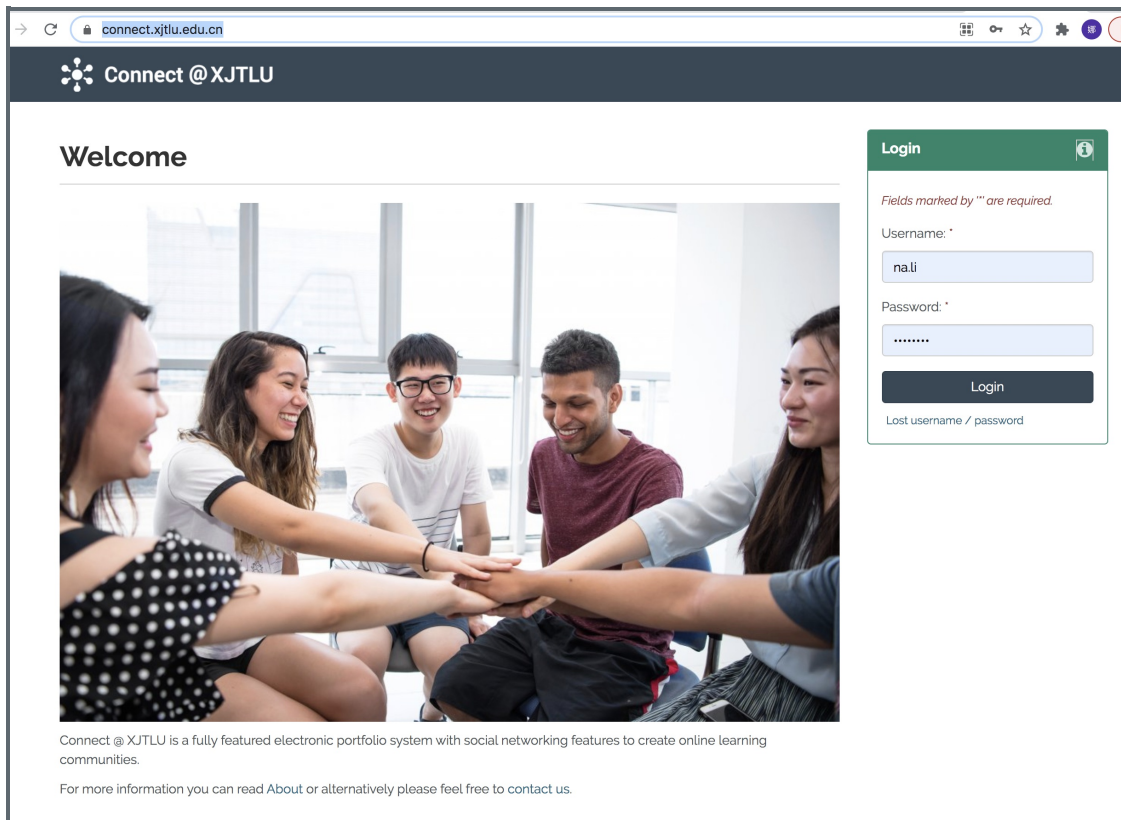 connect.xjtlu.edu.cn
娜
Connect @ XJTLU
Welcome
Login
Fields marked by '*' are required.
Username: *
na.li
Password: *
••••••••
Login
Lost username / password
Connect @ XJTLU is a fully featured electronic portfolio system with social networking features to create online learning
communities.
For more information you can read About or alternatively please feel free to contact us.